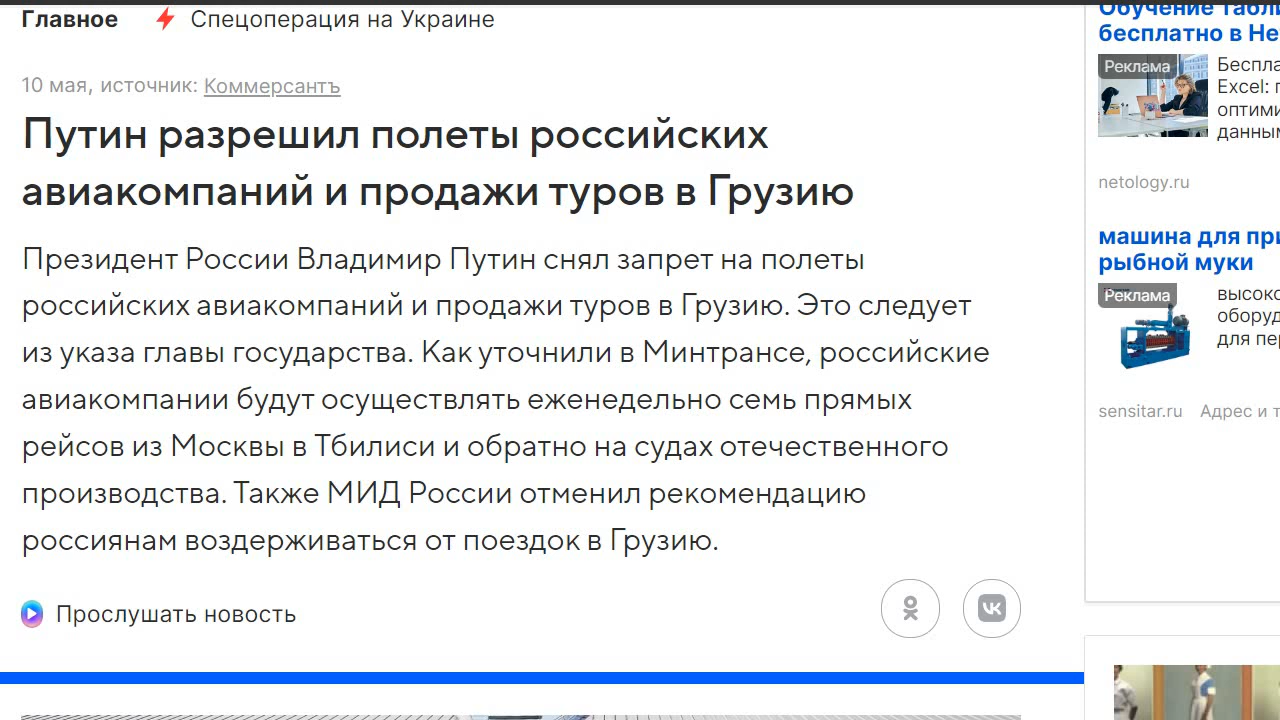 Главное
Спецоперация на Украине
10 мая, источник: Коммерсантъ
Путин разрешил полеты российских
авиакомпаний и продажи туров в Грузию
Президент России Владимир Путин снял запрет на полеты
российских авиакомпаний и продажи туров в Грузию. Это следует
из указа главы государства. Как уточнили в Минтрансе, российские
авиакомпании будут осуществлять еженедельно семь прямых
рейсов из Москвы в Тбилиси и обратно на судах отечественного
производства. Также МИД России отменил рекомендацию
россиянам воздерживаться от поездок в Грузию.
Прослушать новость
Обучение
бесплатно в
Реклама
Excel:
netology.ru
машина для
рыбной муки
Реклама
для
sensitar.ru
Адрес и